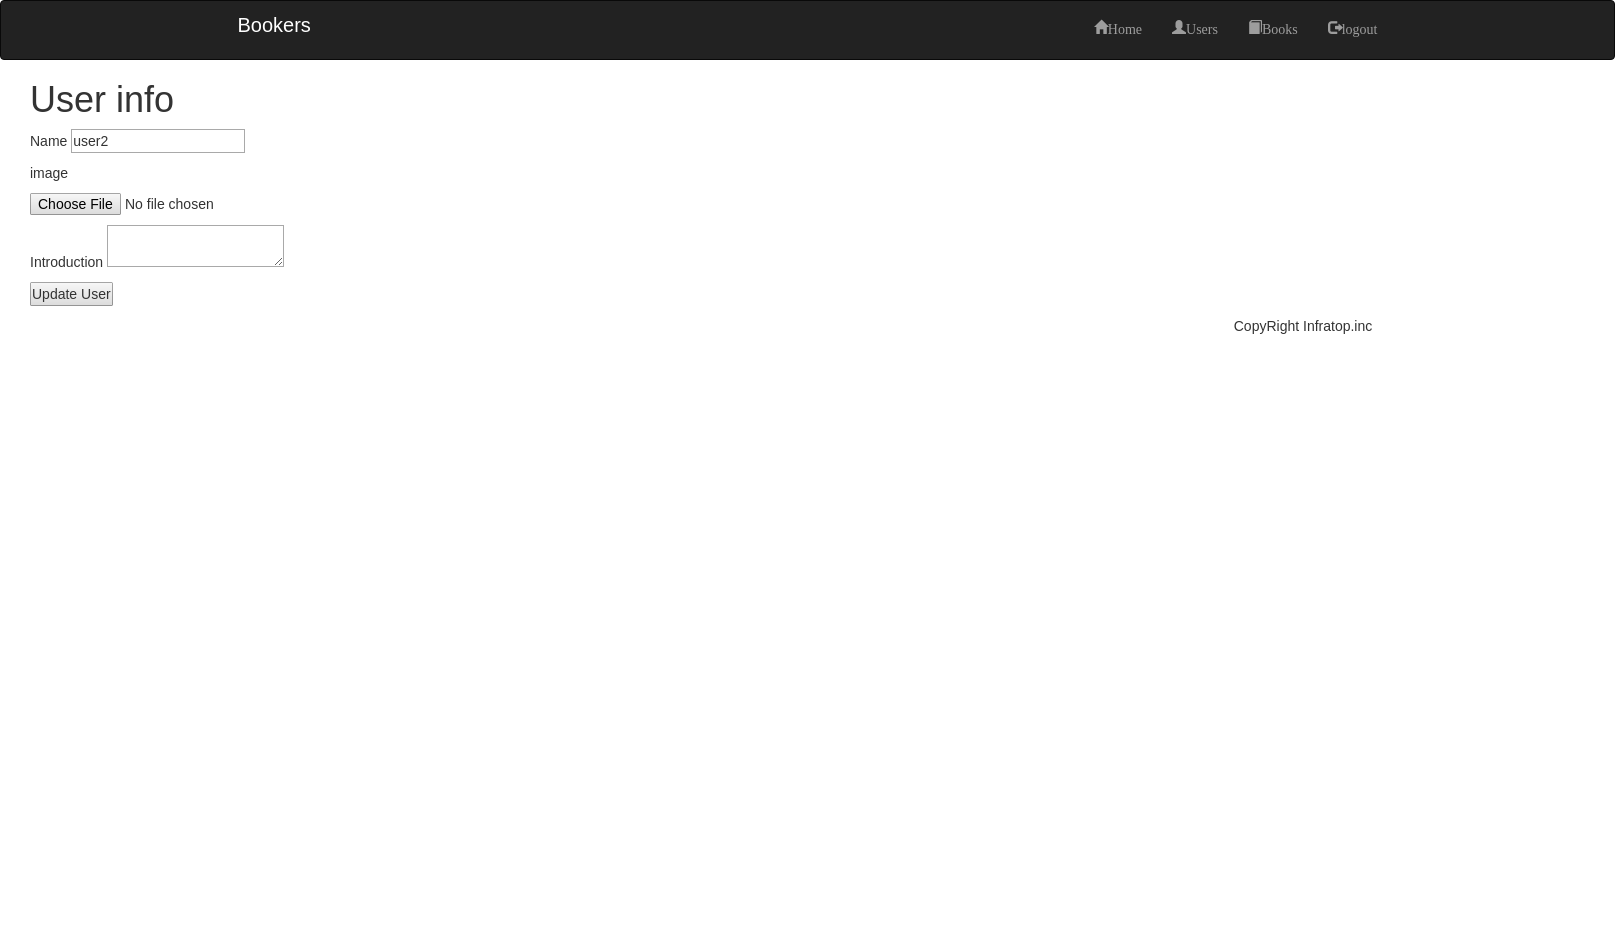 Bookers Home Users Books logout
User info
Name user2
image
Choose File No file chosen
Introduction
Update User
CopyRight Infratop.inc